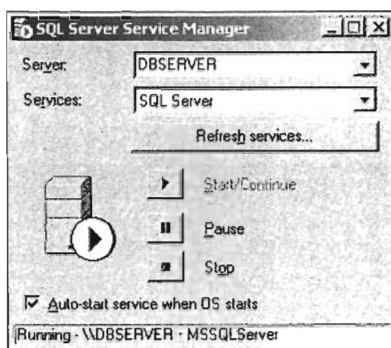 SQL Server Service Manager
Server: DBSERVER
Services: SQL Server
Refresh services...
Start/Continue
Pause
Stop
Auto-start service when OS starts
Running - \\DBSERVER - MSSQLServer